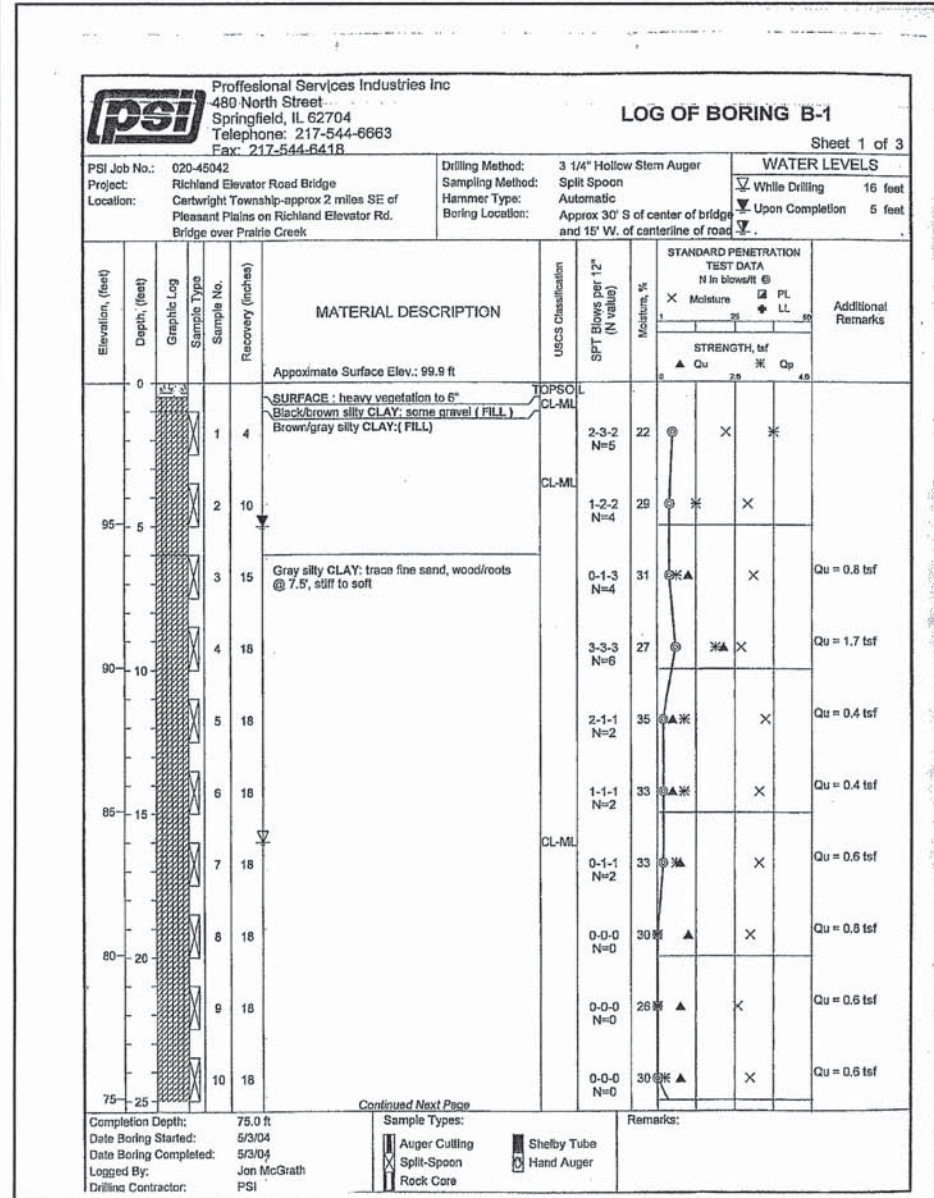 psi
Proffesional Services Industries Inc
480 North Street
Springfield, IL 62704
Telephone: 217-544-6663
Fax: 217-544-6418
LOG OF BORING B-1
Sheet 1 of 3
PSI Job No.: 020-45042
Project: Richland Elevator Road Bridge
Location: Cartwright Township-approx 2 miles SE of
Pleasant Plains on Richland Elevator Rd.
Bridge over Prairie Creek
Drilling Method: 3 1/4" Hollow Stem Auger
Sampling Method: Split Spoon
Hammer Type: Automatic
Boring Location: Approx 30' S of center of bridge
and 15' W. of centerline of road
WATER LEVELS
While Drilling 16 feet
Upon Completion 5 feet
Elevation, (feet)
Depth, (feet)
Graphic Log
Sample Type
Sample No.
Recovery (inches)
MATERIAL DESCRIPTION
Appoximate Surface Elev.: 99.9 ft
USCS Classification
SPT Blows per 12"
(N value)
Moisture, %
STANDARD PENETRATION
TEST DATA
N in blows/ft
Moisture PL
LL
1 25 50
STRENGTH, tsf
Qu Qp
0 2.0 4.0
Additional
Remarks
0
SURFACE : heavy vegetation to 6"
TOPSOIL
Black/brown silty CLAY: some gravel ( FILL )
CL-ML
Brown/gray silty CLAY:( FILL)
1 4 2-3-2 22
N=5
CL-ML
2 10 1-2-2 29
N=4
95 5
Gray silty CLAY: trace fine sand, wood/roots
@ 7.5', stiff to soft
3 15 0-1-3 31 Qu = 0.8 tsf
N=4
4 18 3-3-3 27 Qu = 1.7 tsf
N=6
90 10
5 18 2-1-1 35 Qu = 0.4 tsf
N=2
6 18 1-1-1 33 Qu = 0.4 tsf
N=2
85 15
CL-ML
7 18 0-1-1 33 Qu = 0.6 tsf
N=2
8 18 0-0-0 30 Qu = 0.8 tsf
N=0
80 20
9 18 0-0-0 26 Qu = 0.6 tsf
N=0
10 18 0-0-0 30 Qu = 0.6 tsf
N=0
75 25
Continued Next Page
Completion Depth: 75.0 ft
Date Boring Started: 5/3/04
Date Boring Completed: 5/3/04
Logged By: Jon McGrath
Drilling Contractor: PSI
Sample Types:
Auger Cutting
Split-Spoon
Rock Core
Shelby Tube
Hand Auger
Remarks: